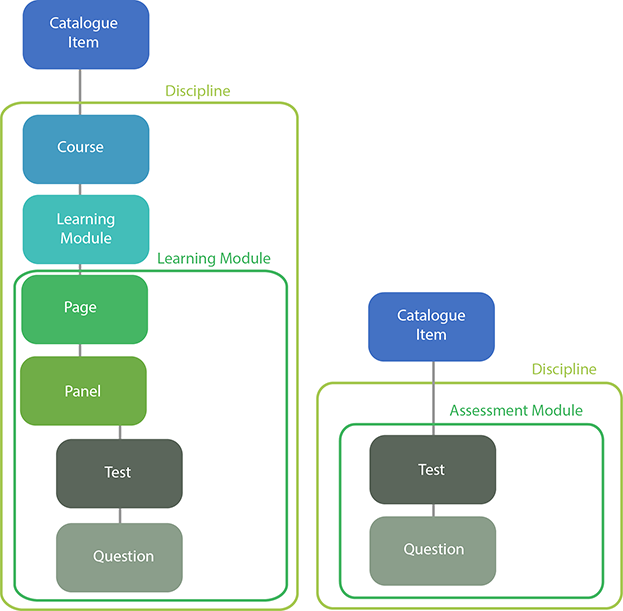 Catalogue
Item
Discipline
Course
Learning
Module
Learning Module
Page
Panel
Test
Question
Catalogue
Item
Discipline
Assessment Module
Test
Question